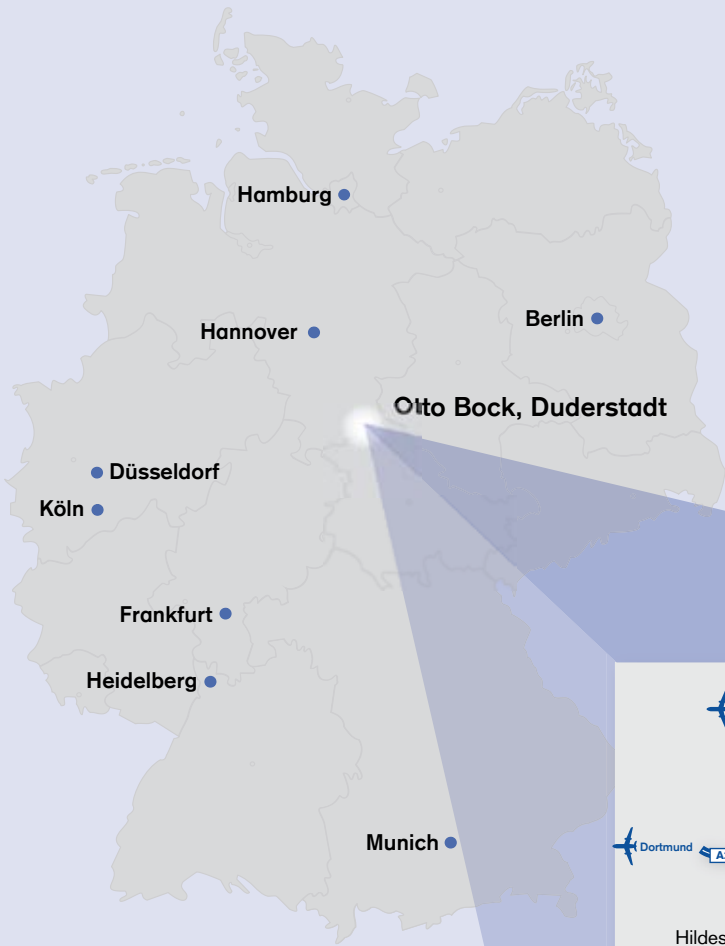 Hamburg
Berlin
Hannover
Otto Bock, Duderstadt
Düsseldorf
Köln
Frankfurt
Heidelberg
Munich
Dortmund